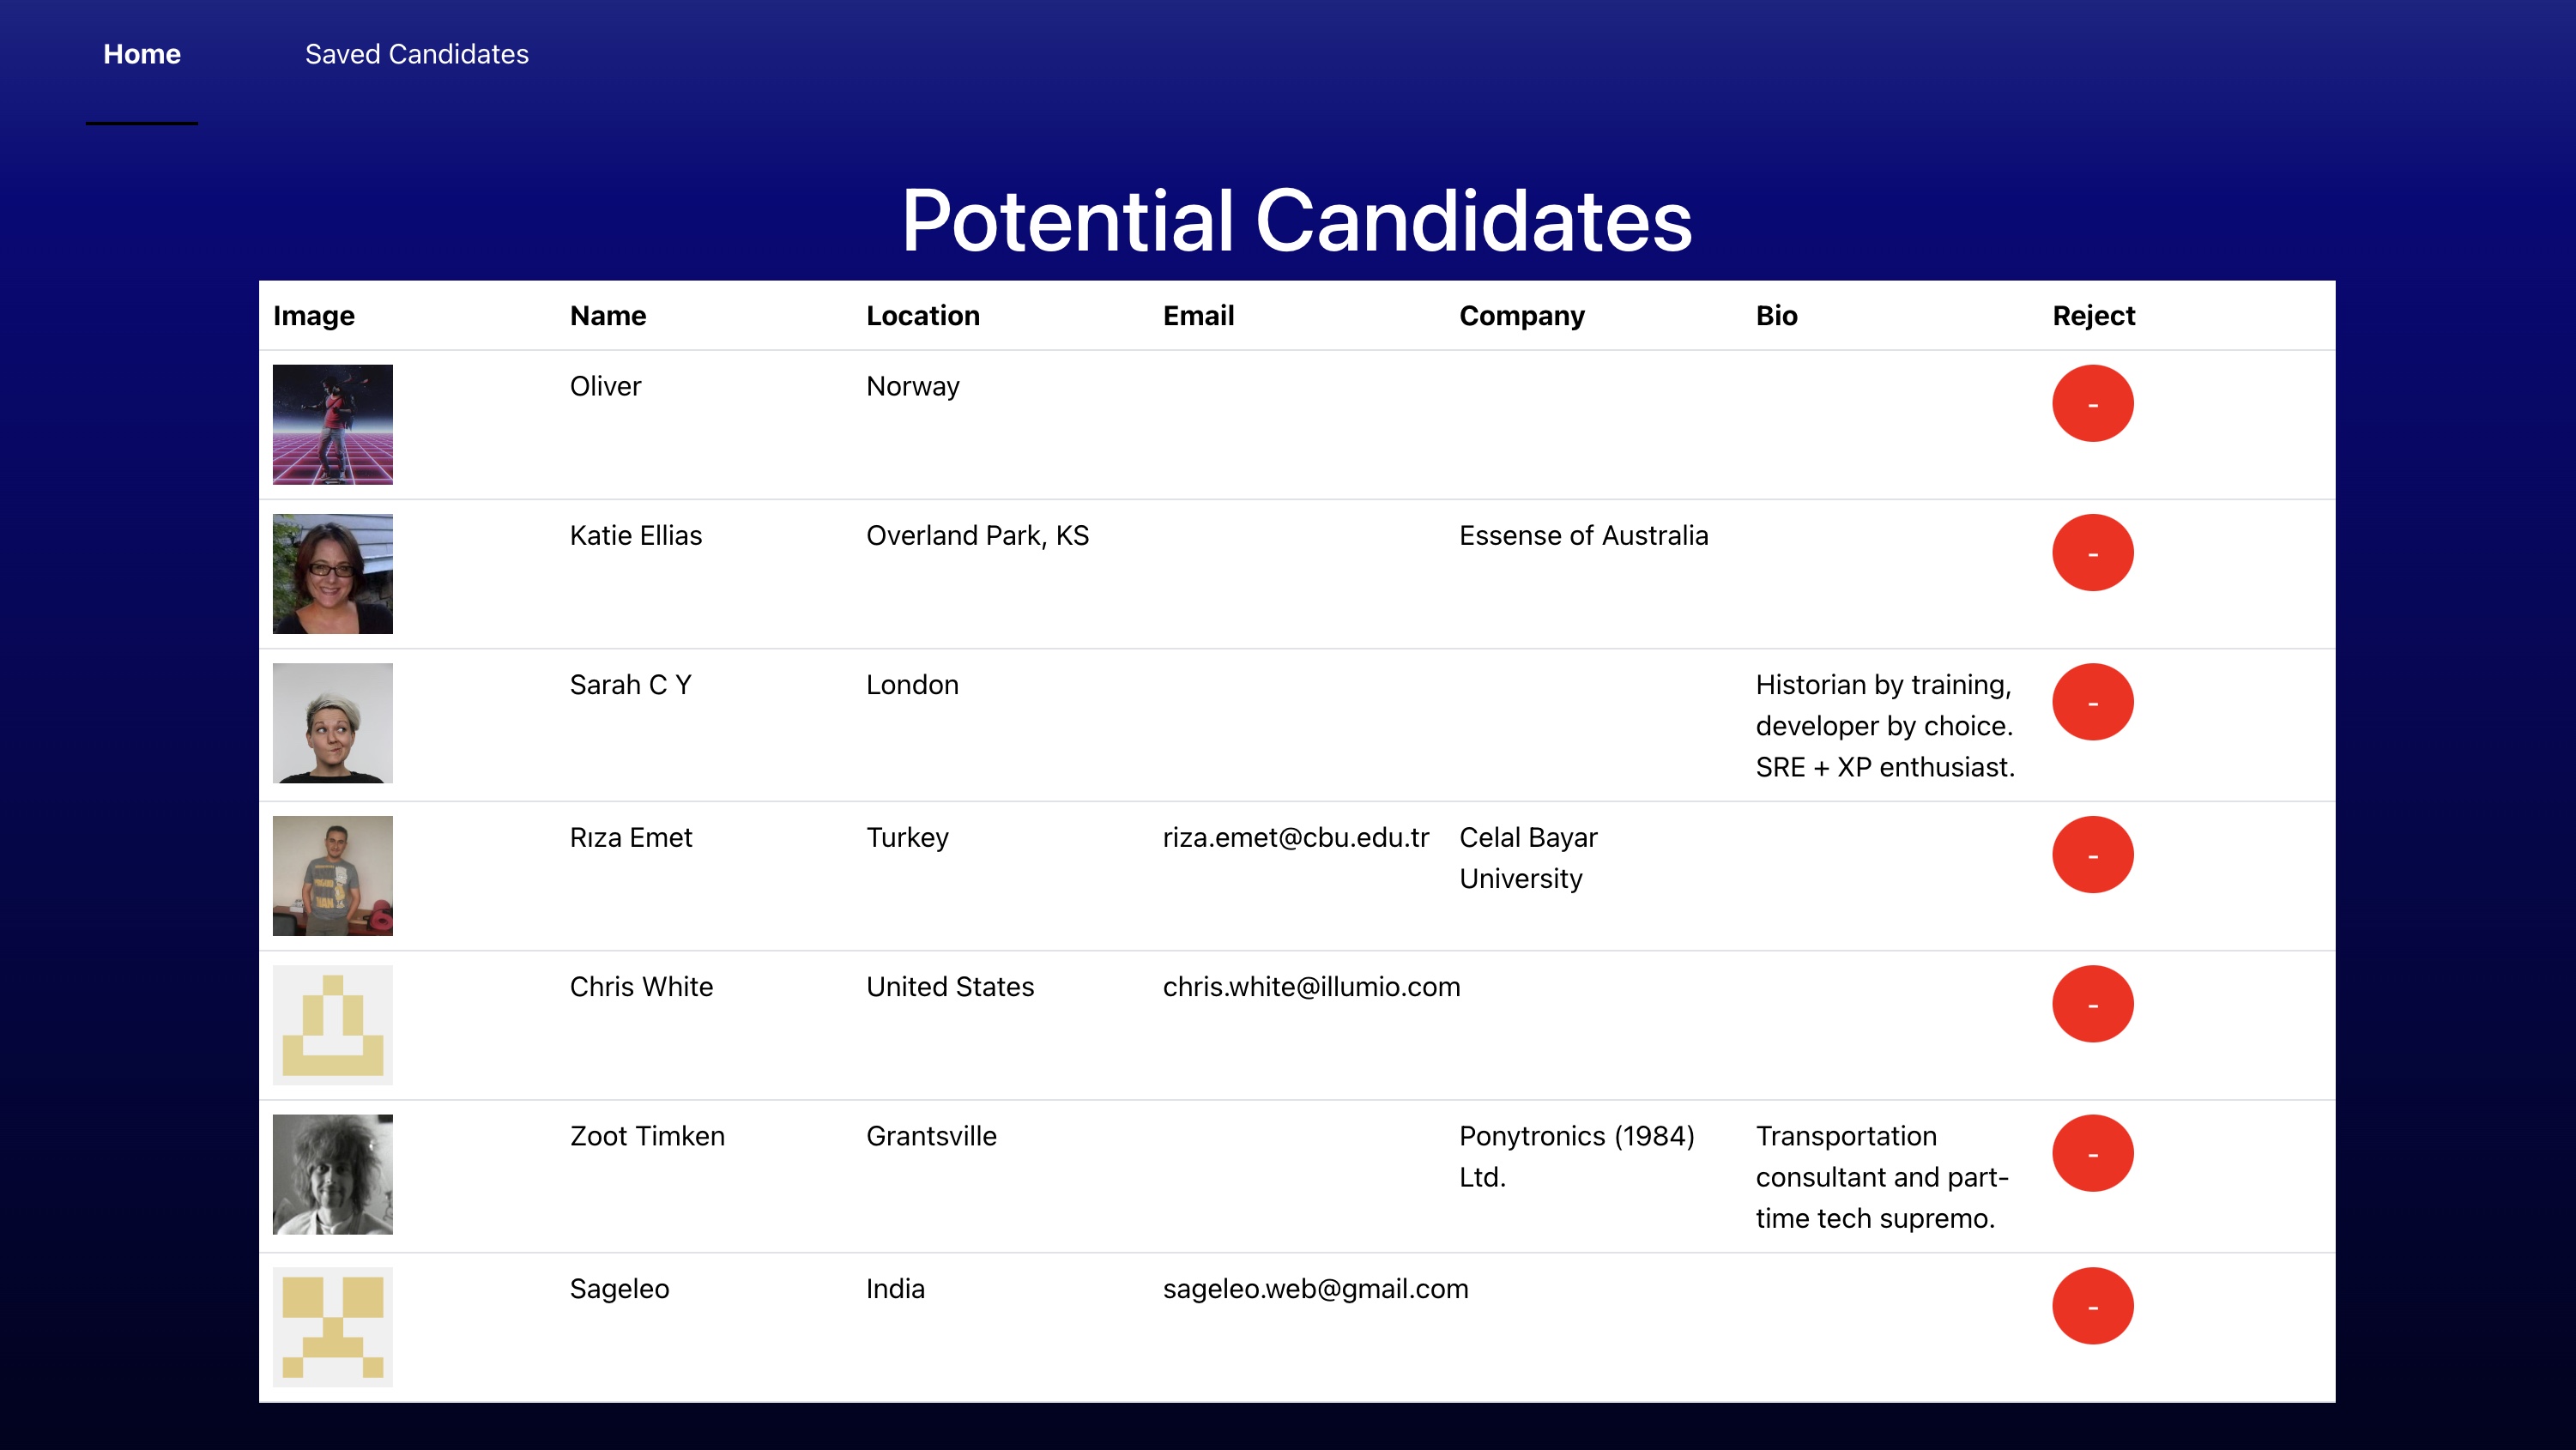 Home Saved Candidates
Potential Candidates
Image Name Location Email Company Bio Reject
Oliver Norway -
Katie Ellias Overland Park, KS Essense of Australia -
Sarah C Y London Historian by training, -
developer by choice.
SRE + XP enthusiast.
Rıza Emet Turkey riza.emet@cbu.edu.tr Celal Bayar -
University
Chris White United States chris.white@illumio.com -
Zoot Timken Grantsville Ponytronics (1984) Transportation -
Ltd. consultant and part-
time tech supremo.
Sageleo India sageleo.web@gmail.com -